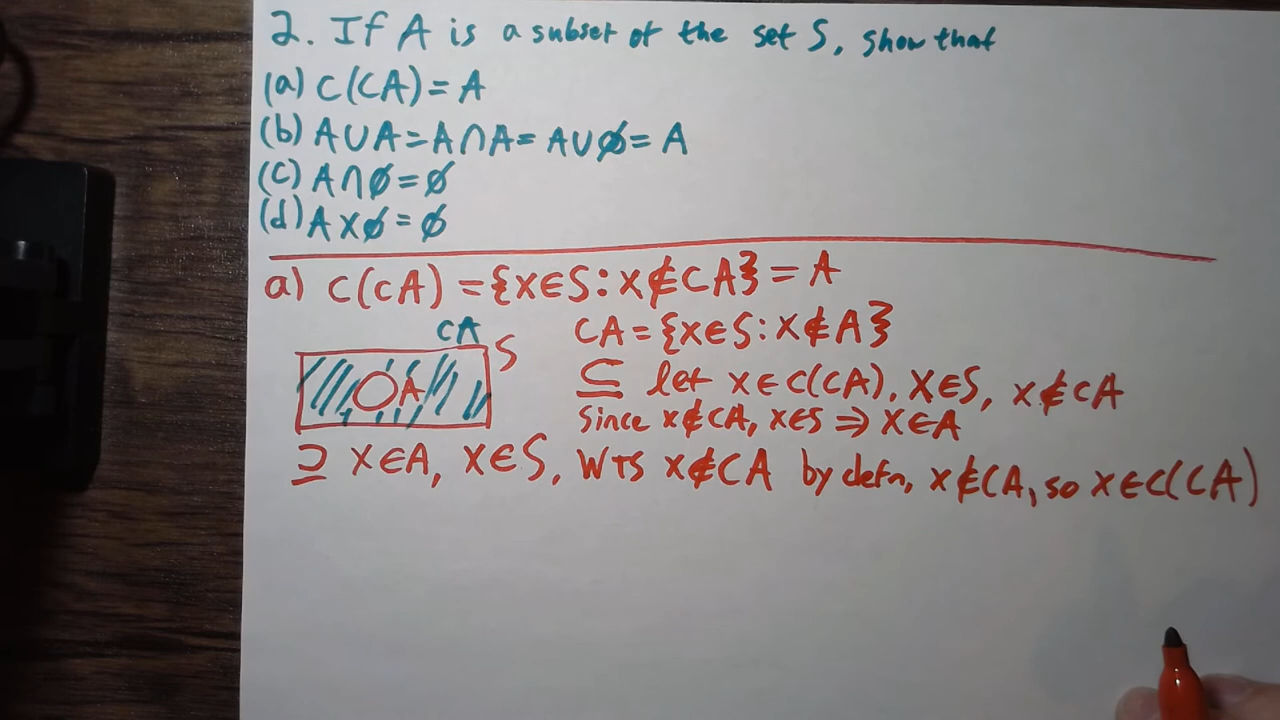 2. If A is a subset of the set S, show that
(a) C(CA) = A
(b) A∪A = A∩A = A∪∅ = A
(c) A∩∅ = ∅
(d) A×∅ = ∅
a) C(CA) = {x∈S : x∉CA} = A
CA S
CA = {x∈S : x∉A}
A
⊆ let x∈C(CA), x∈S, x∉CA
Since x∉CA, x∈S ⇒ x∈A
⊇ x∈A, x∈S, WTS x∉CA by defn, x∉CA, so x∈C(CA)